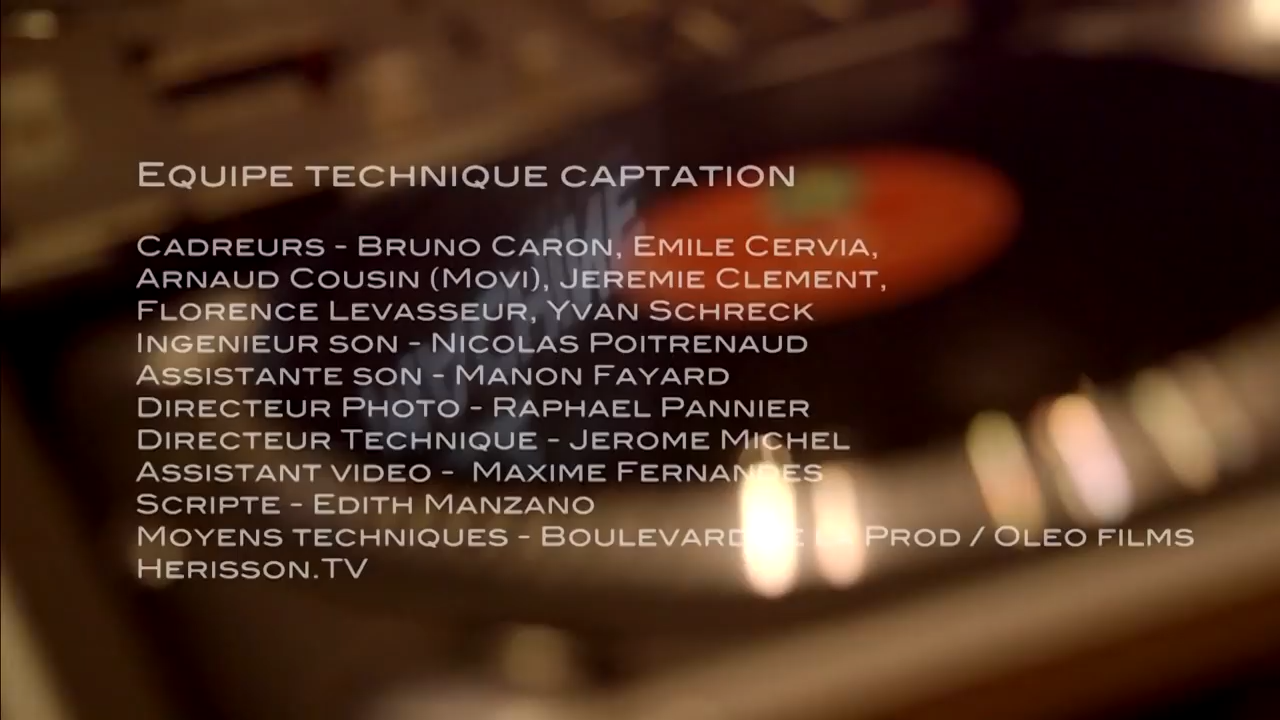 Equipe technique captation
Cadreurs - Bruno Caron, Emile Cervia,
Arnaud Cousin (Movi), Jeremie Clement,
Florence Levasseur, Yvan Schreck
Ingenieur son - Nicolas Poitrenaud
Assistante son - Manon Fayard
Directeur Photo - Raphael Pannier
Directeur Technique - Jerome Michel
Assistant video - Maxime Fernandes
Scripte - Edith Manzano
Moyens techniques - Boulevard de la Prod / Oleo films
Herisson.TV